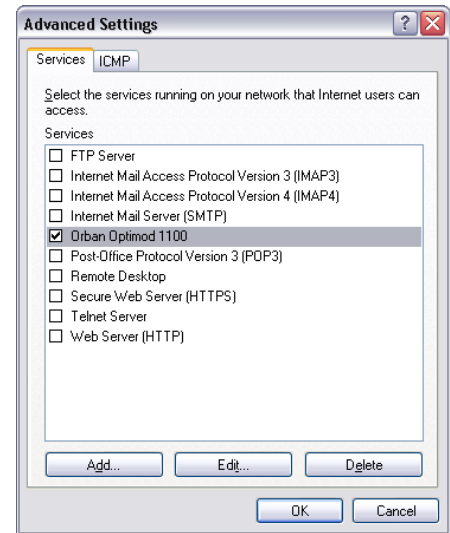 Advanced Settings
Services
ICMP
Select the services running on your network that Internet users can
access.
Services
FTP Server
Internet Mail Access Protocol Version 3 (IMAP3)
Internet Mail Access Protocol Version 4 (IMAP4)
Internet Mail Server (SMTP)
Orban Optimod 1100
Post-Office Protocol Version 3 (POP3)
Remote Desktop
Secure Web Server (HTTPS)
Telnet Server
Web Server (HTTP)
Add...
Edit...
Delete
OK
Cancel